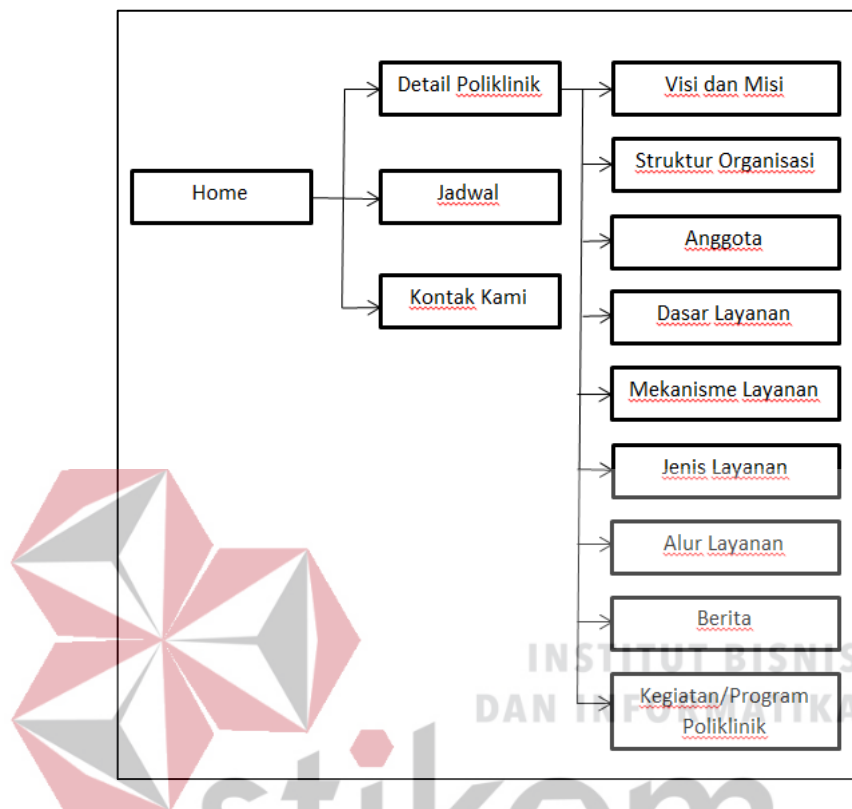 Detail Poliklinik
Visi dan Misi
Struktur Organisasi
Home
Jadwal
Anggota
Kontak Kami
Dasar Layanan
Mekanisme Layanan
Jenis Layanan
Alur Layanan
Berita
INSTITUT BISNIS
Kegiatan/Program
Poliklinik
DAN INFORMATIKA
stikom